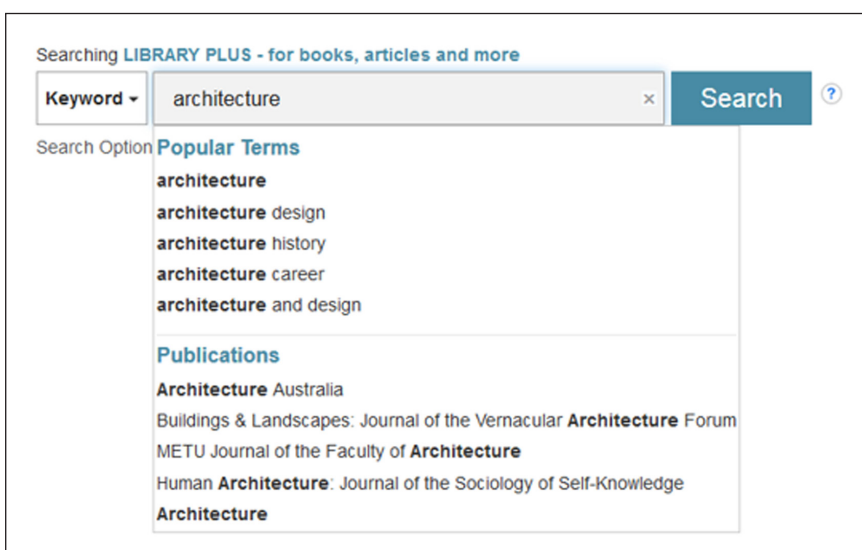 Searching LIBRARY PLUS - for books, articles and more
Keyword architecture × Search ?
Search Option
Popular Terms
architecture
architecture design
architecture history
architecture career
architecture and design
Publications
Architecture Australia
Buildings & Landscapes: Journal of the Vernacular Architecture Forum
METU Journal of the Faculty of Architecture
Human Architecture: Journal of the Sociology of Self-Knowledge
Architecture